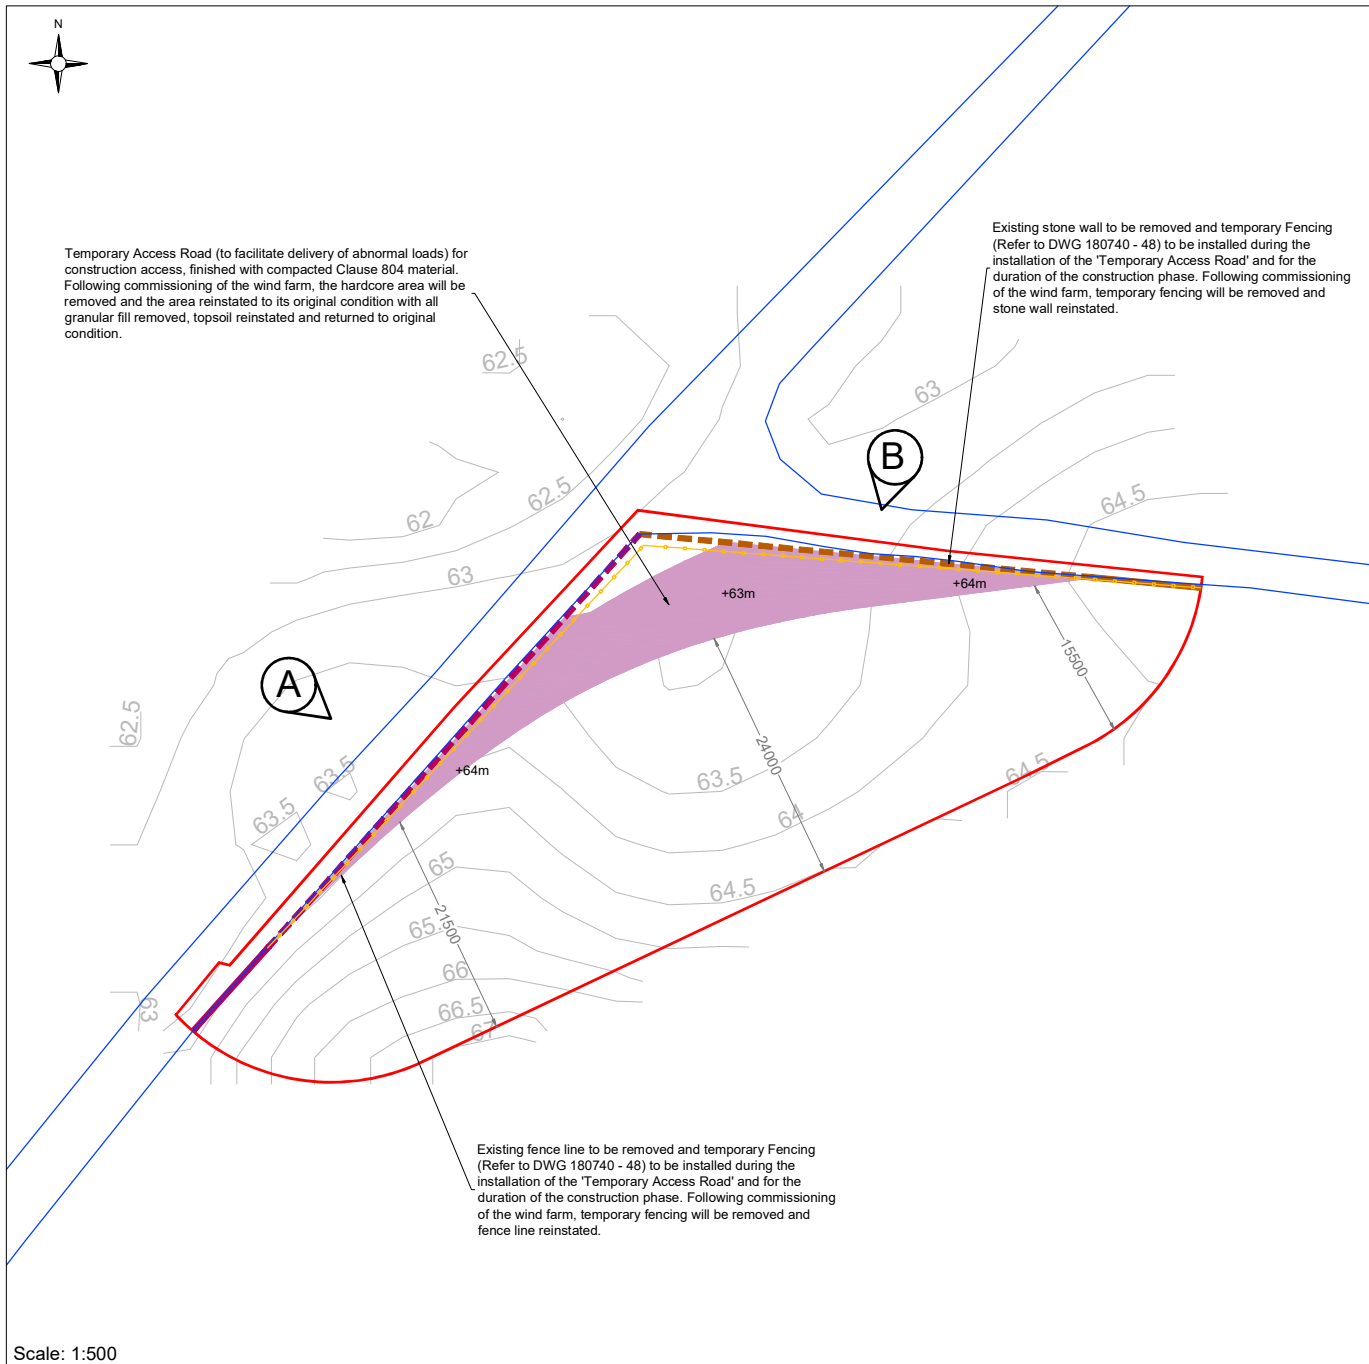 N
Temporary Access Road (to facilitate delivery of abnormal loads) for
construction access, finished with compacted Clause 804 material.
Following commissioning of the wind farm, the hardcore area will be
removed and the area reinstated to its original condition with all
granular fill removed, topsoil reinstated and returned to original
condition.
Existing stone wall to be removed and temporary Fencing
(Refer to DWG 180740 - 48) to be installed during the
installation of the 'Temporary Access Road' and for the
duration of the construction phase. Following commissioning
of the wind farm, temporary fencing will be removed and
stone wall reinstated.
62.5
63
B
62.5
64.5
62
63
+63m
+64m
A
15500
62.5
63.5
+64m
24000
63.5
64.5
63.5
64
65
64.5
65.
21500
66
63
66.5
67
Existing fence line to be removed and temporary Fencing
(Refer to DWG 180740 - 48) to be installed during the
installation of the 'Temporary Access Road' and for the
duration of the construction phase. Following commissioning
of the wind farm, temporary fencing will be removed and
fence line reinstated.
Scale: 1:500